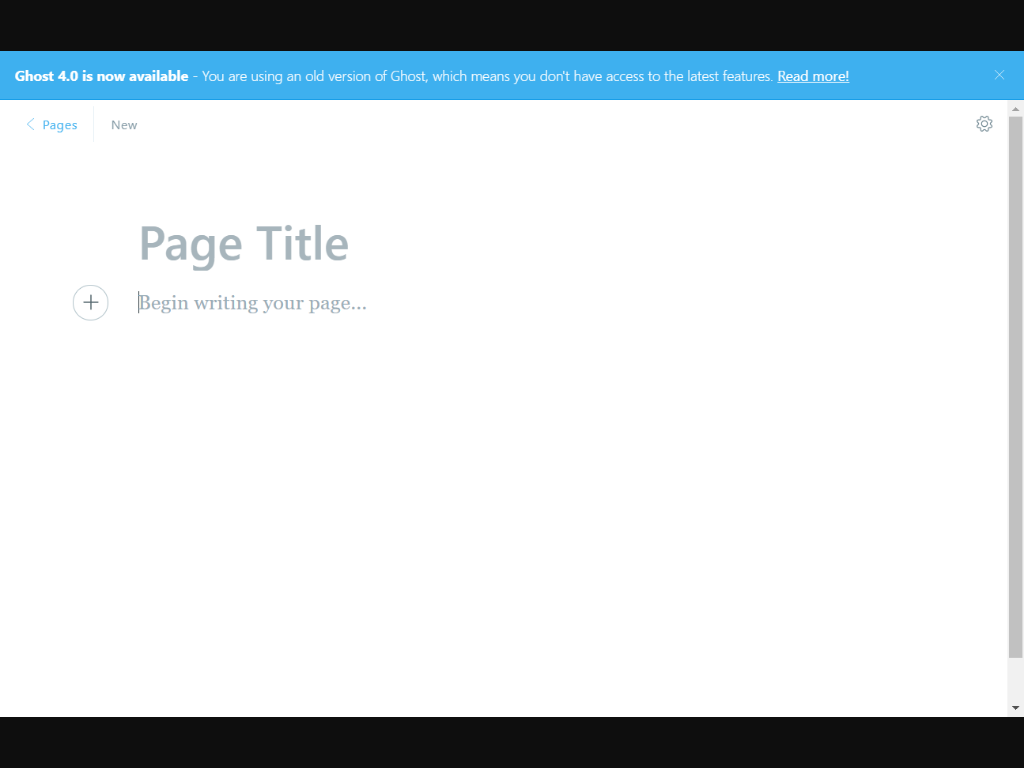 Ghost 4.0 is now available - You are using an old version of Ghost, which means you don't have access to the latest features. Read more!
Pages New
Page Title
Begin writing your page...